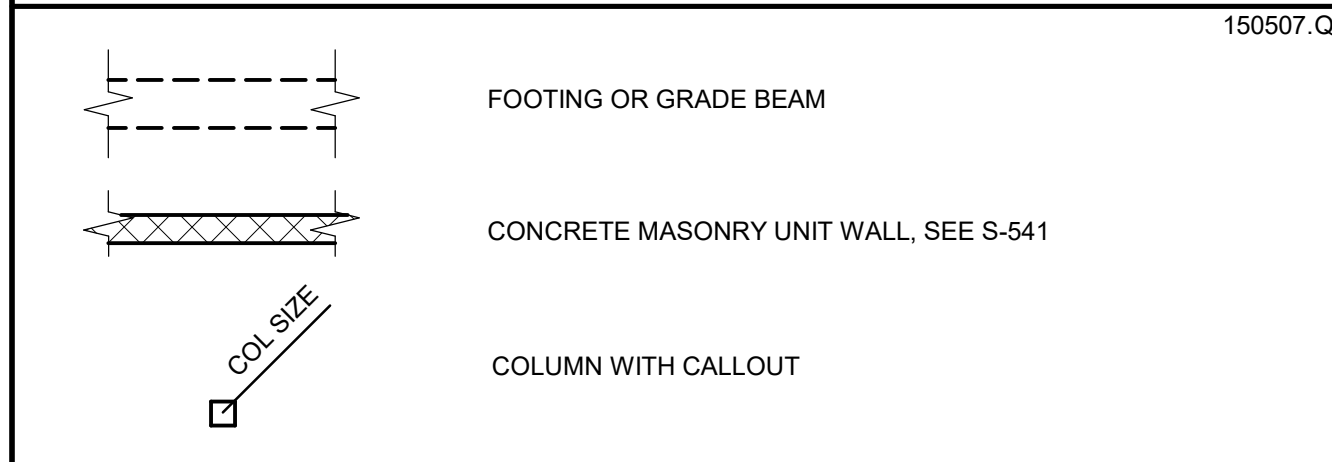 150507.Q
FOOTING OR GRADE BEAM
CONCRETE MASONRY UNIT WALL, SEE S-541
COL SIZE
COLUMN WITH CALLOUT